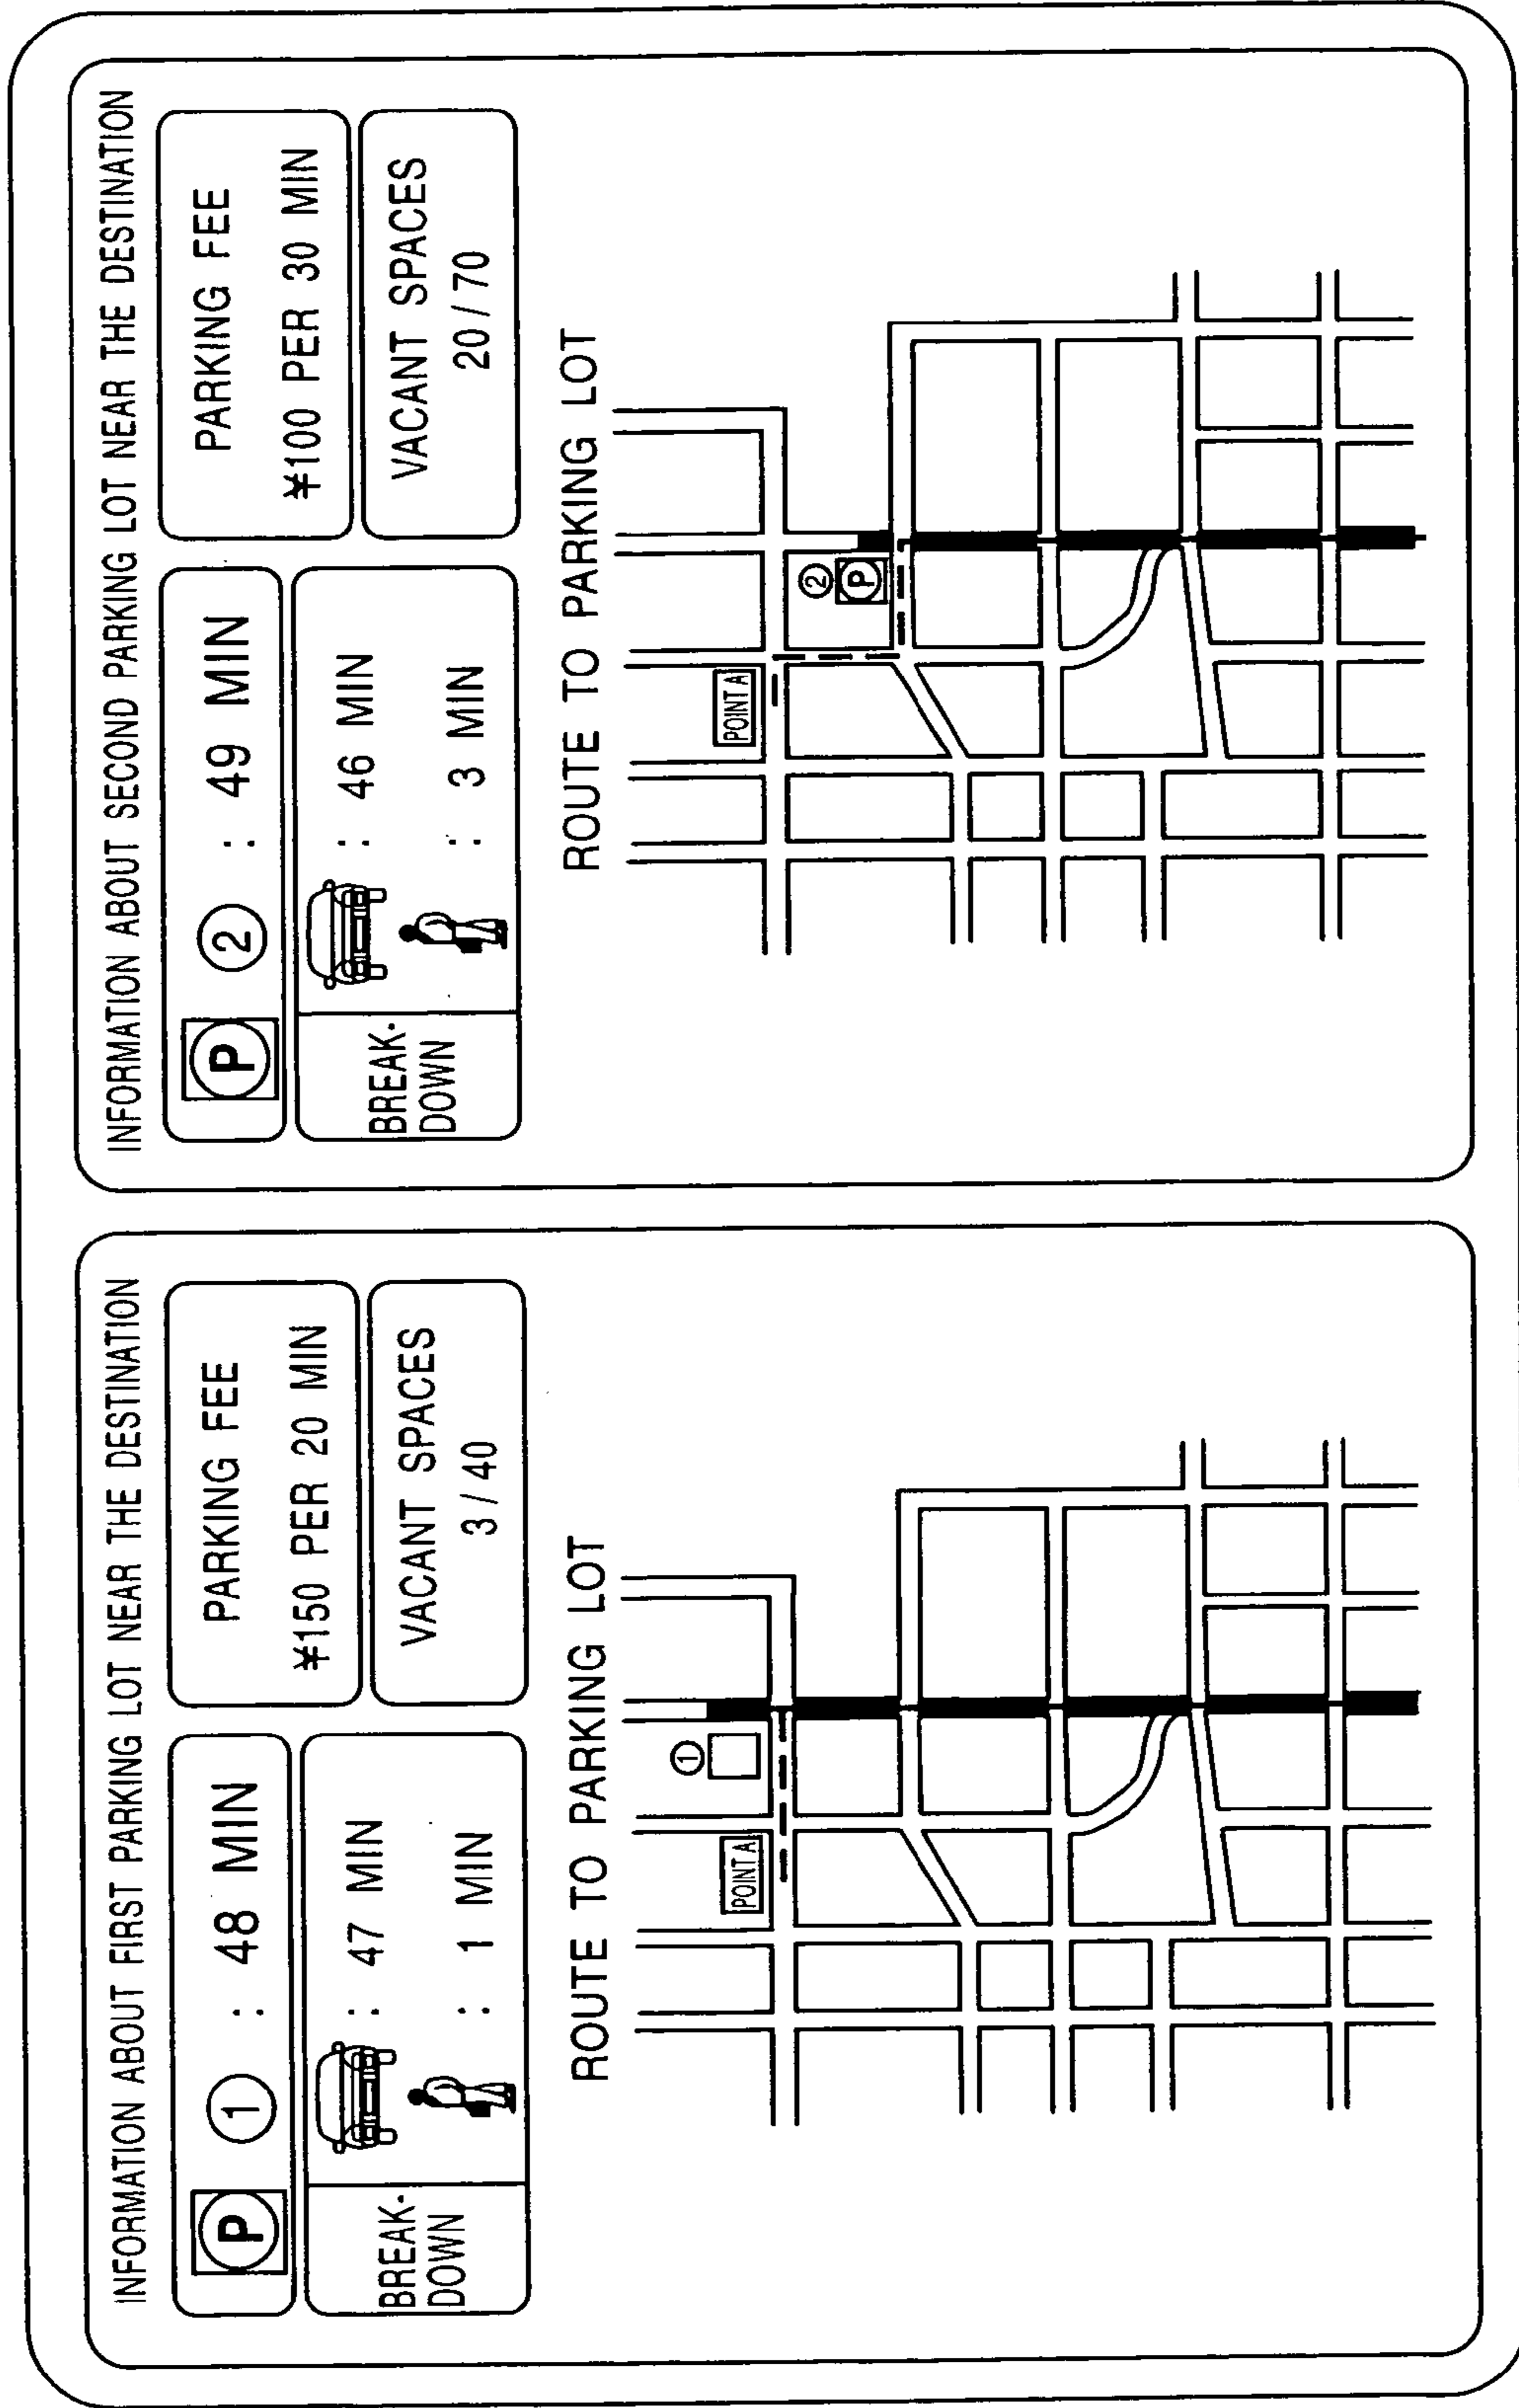 INFORMATION ABOUT FIRST PARKING LOT NEAR THE DESTINATION
P ① : 48 MIN
BREAK-
DOWN
: 47 MIN
: 1 MIN
PARKING FEE
¥150 PER 20 MIN
VACANT SPACES
3 / 40
ROUTE TO PARKING LOT
POINT A
①
INFORMATION ABOUT SECOND PARKING LOT NEAR THE DESTINATION
P ② : 49 MIN
BREAK-
DOWN
: 46 MIN
: 3 MIN
PARKING FEE
¥100 PER 30 MIN
VACANT SPACES
20 / 70
ROUTE TO PARKING LOT
POINT A
②
P